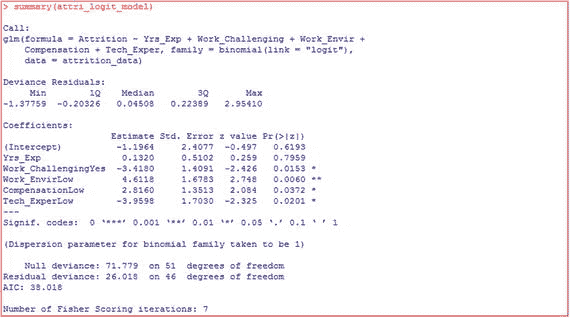 > summary(attri_logit_model)
Call:
glm(formula = Attrition ~ Yrs_Exp + Work_Challenging + Work_Envir +
Compensation + Tech_Exper, family = binomial(link = "logit"),
data = attrition_data)
Deviance Residuals:
Min 1Q Median 3Q Max
-1.37759 -0.20326 0.04508 0.22389 2.95410
Coefficients:
Estimate Std. Error z value Pr(>|z|)
(Intercept) -1.1964 2.4077 -0.497 0.6193
Yrs_Exp 0.1320 0.5102 0.259 0.7959
Work_ChallengingYes -3.4180 1.4091 -2.426 0.0153 *
Work_EnvirLow 4.6118 1.6783 2.748 0.0060 **
CompensationLow 2.8160 1.3513 2.084 0.0372 *
Tech_ExperLow -3.9598 1.7030 -2.325 0.0201 *
---
Signif. codes: 0 ‘***’ 0.001 ‘**’ 0.01 ‘*’ 0.05 ‘.’ 0.1 ‘ ’ 1
(Dispersion parameter for binomial family taken to be 1)
Null deviance: 71.779 on 51 degrees of freedom
Residual deviance: 26.018 on 46 degrees of freedom
AIC: 38.018
Number of Fisher Scoring iterations: 7